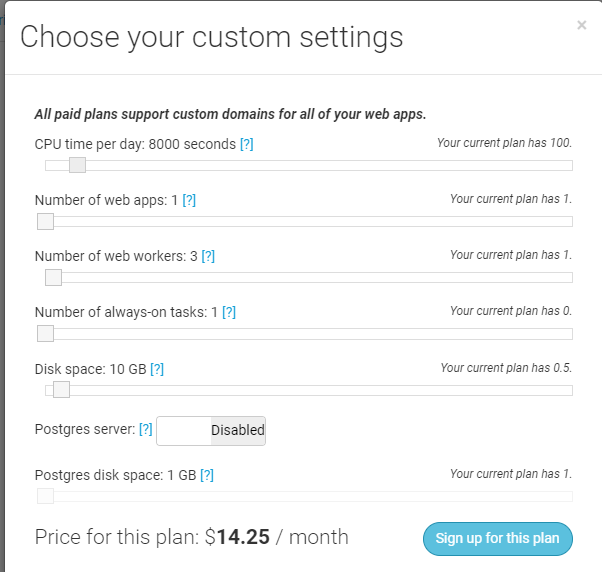 Choose your custom settings
×
All paid plans support custom domains for all of your web apps.
CPU time per day: 8000 seconds [?] Your current plan has 100.
Number of web apps: 1 [?] Your current plan has 1.
Number of web workers: 3 [?] Your current plan has 1.
Number of always-on tasks: 1 [?] Your current plan has 0.
Disk space: 10 GB [?] Your current plan has 0.5.
Postgres server: [?] Disabled
Postgres disk space: 1 GB [?] Your current plan has 1.
Price for this plan: $14.25 / month Sign up for this plan